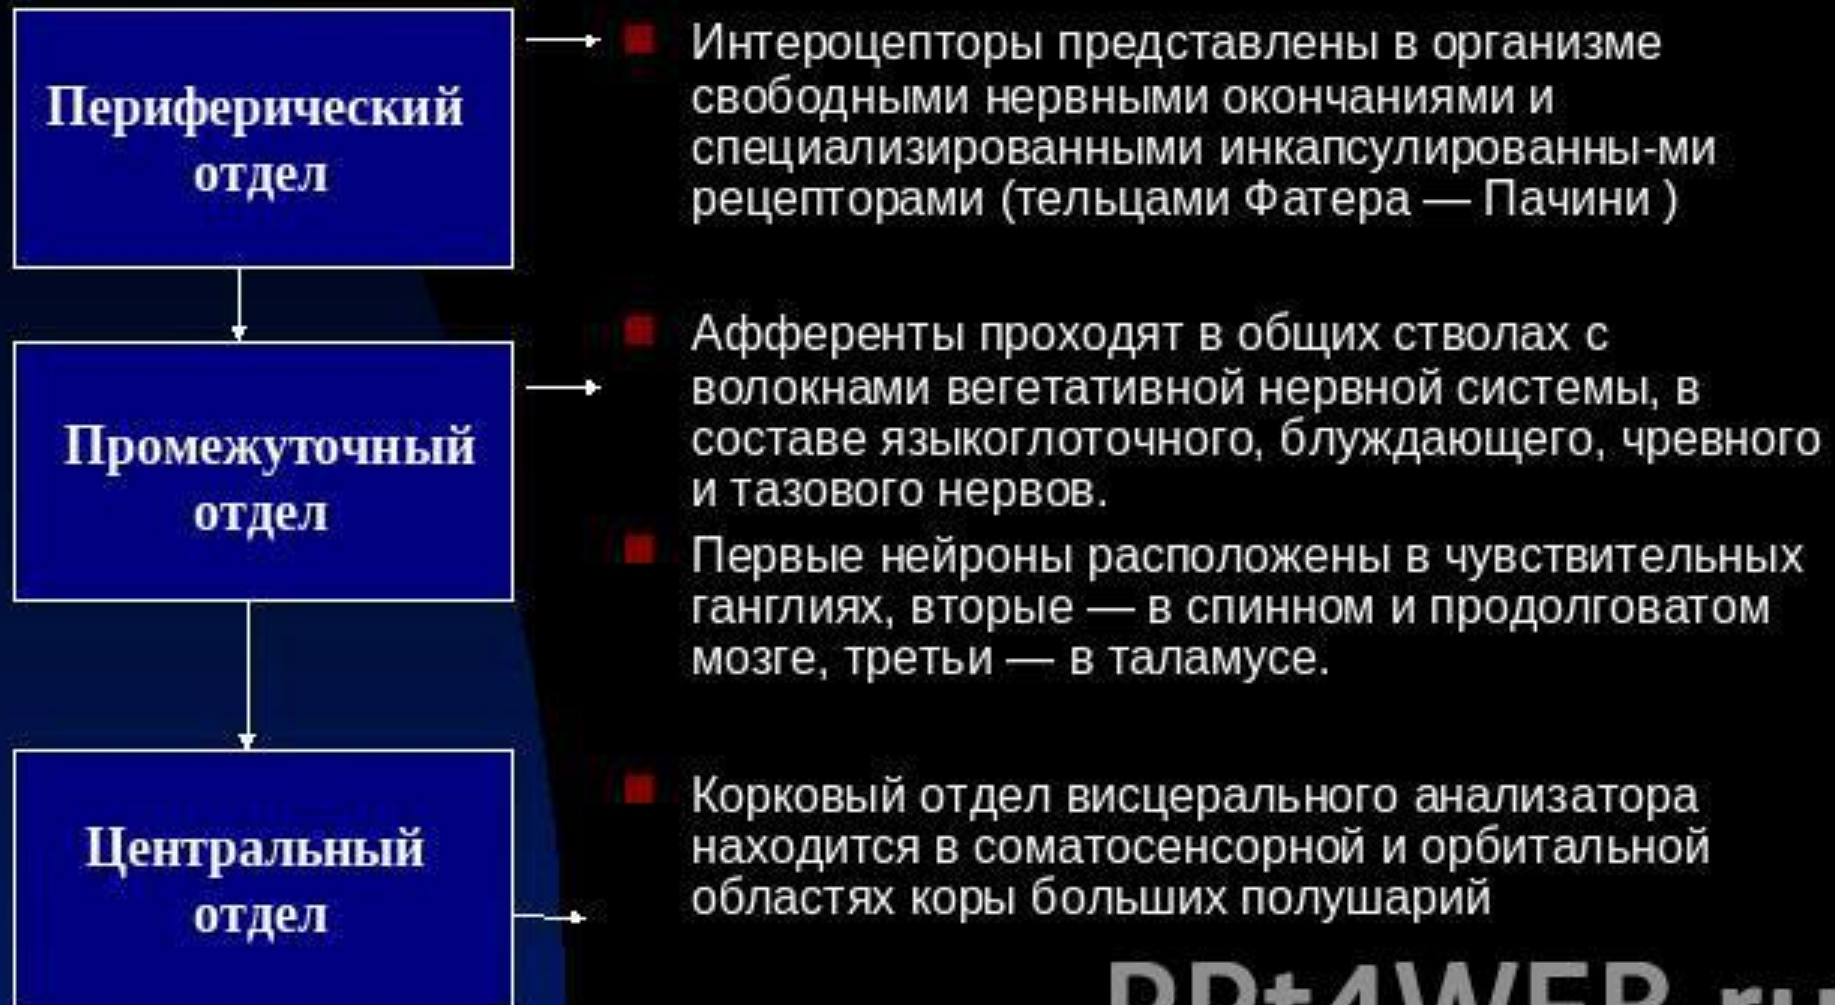 Периферический
отдел
Интероцепторы представлены в организме
свободными нервными окончаниями и
специализированными инкапсулированны-ми
рецепторами (тельцами Фатера — Пачини )
Промежуточный
отдел
Афференты проходят в общих стволах с
волокнами вегетативной нервной системы, в
составе языкоглоточного, блуждающего, чревного
и тазового нервов.
Первые нейроны расположены в чувствительных
ганглиях, вторые — в спинном и продолговатом
мозге, третьи — в таламусе.
Центральный
отдел
Корковый отдел висцерального анализатора
находится в соматосенсорной и орбитальной
областях коры больших полушарий
PPt4WEB.ru